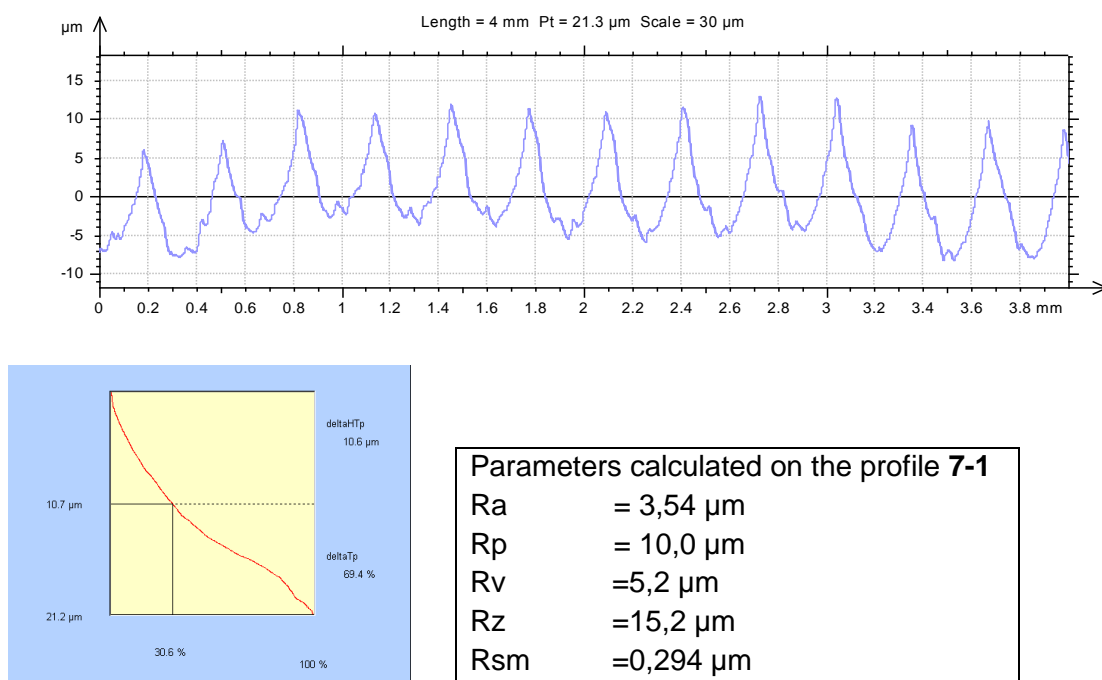 Length = 4 mm Pt = 21.3 µm Scale = 30 µm
µm
15
10
5
0
-5
-10
0 0.2 0.4 0.6 0.8 1 1.2 1.4 1.6 1.8 2 2.2 2.4 2.6 2.8 3 3.2 3.4 3.6 3.8 mm
deltaHTp
10.6 µm
10.7 µm
deltaTp
69.4 %
21.2 µm
30.6 %
100 %
Parameters calculated on the profile 7-1
Ra = 3,54 µm
Rp = 10,0 µm
Rv =5,2 µm
Rz =15,2 µm
Rsm =0,294 µm